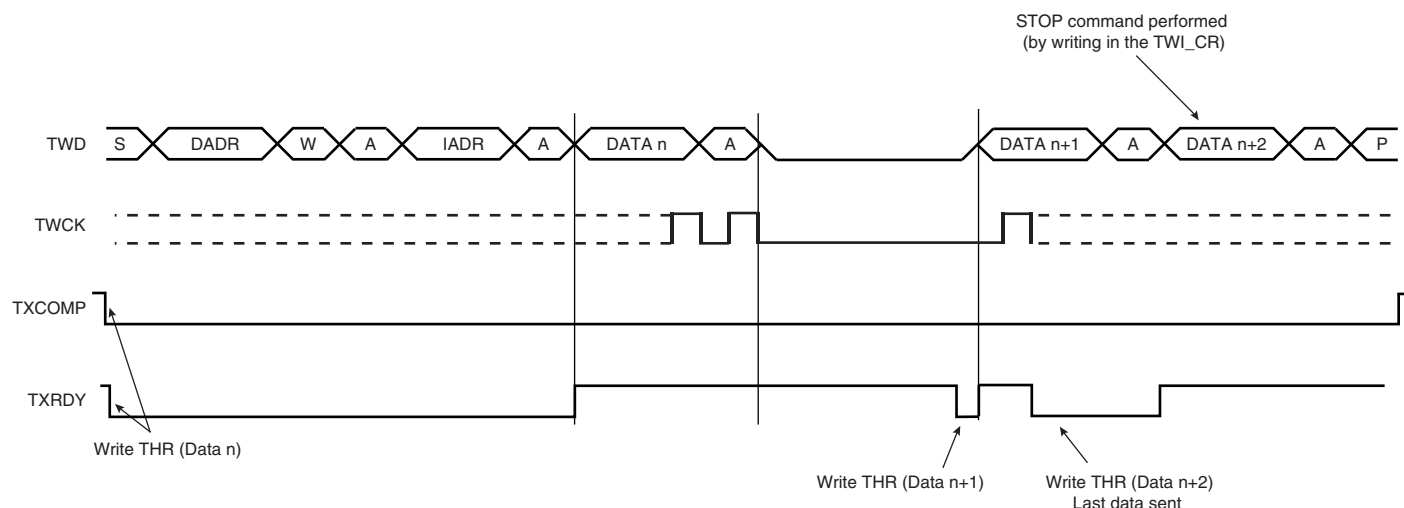 STOP command performed
(by writing in the TWI_CR)
TWD S DADR W A IADR A DATA n A DATA n+1 A DATA n+2 A P
TWCK
TXCOMP
TXRDY
Write THR (Data n)
Write THR (Data n+1)
Write THR (Data n+2)
Last data sent